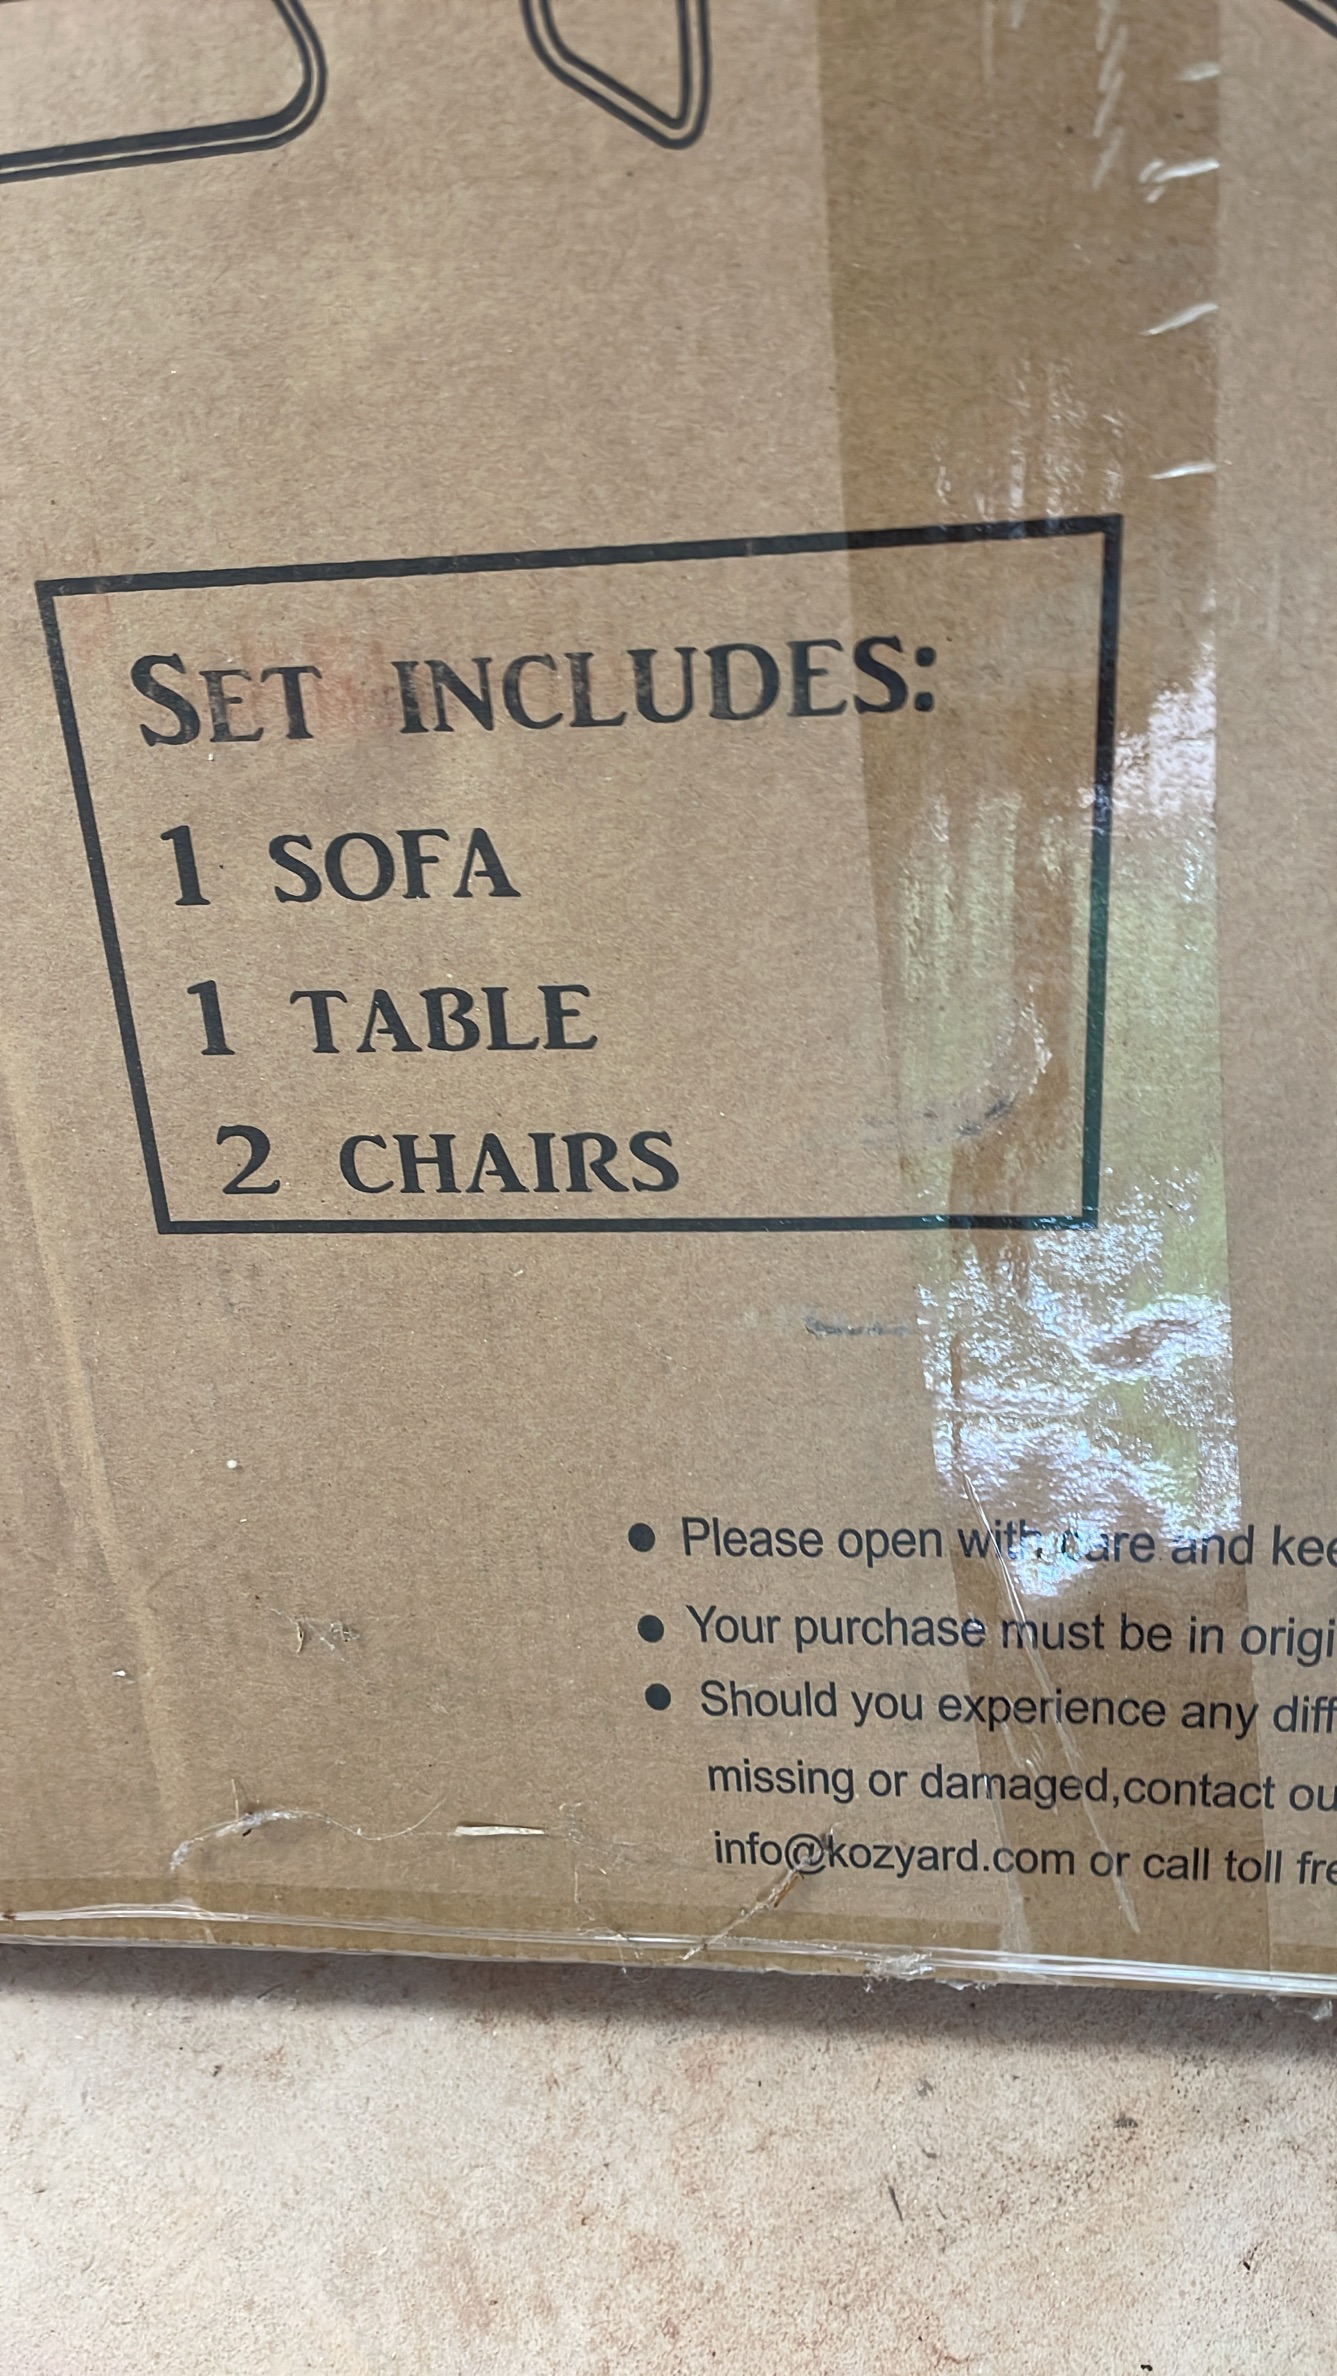 SET INCLUDES:
1 SOFA
1 TABLE
2 CHAIRS
● Please open with care and kee
● Your purchase must be in origi
● Should you experience any diff
missing or damaged,contact ou
info@kozyard.com or call toll fre